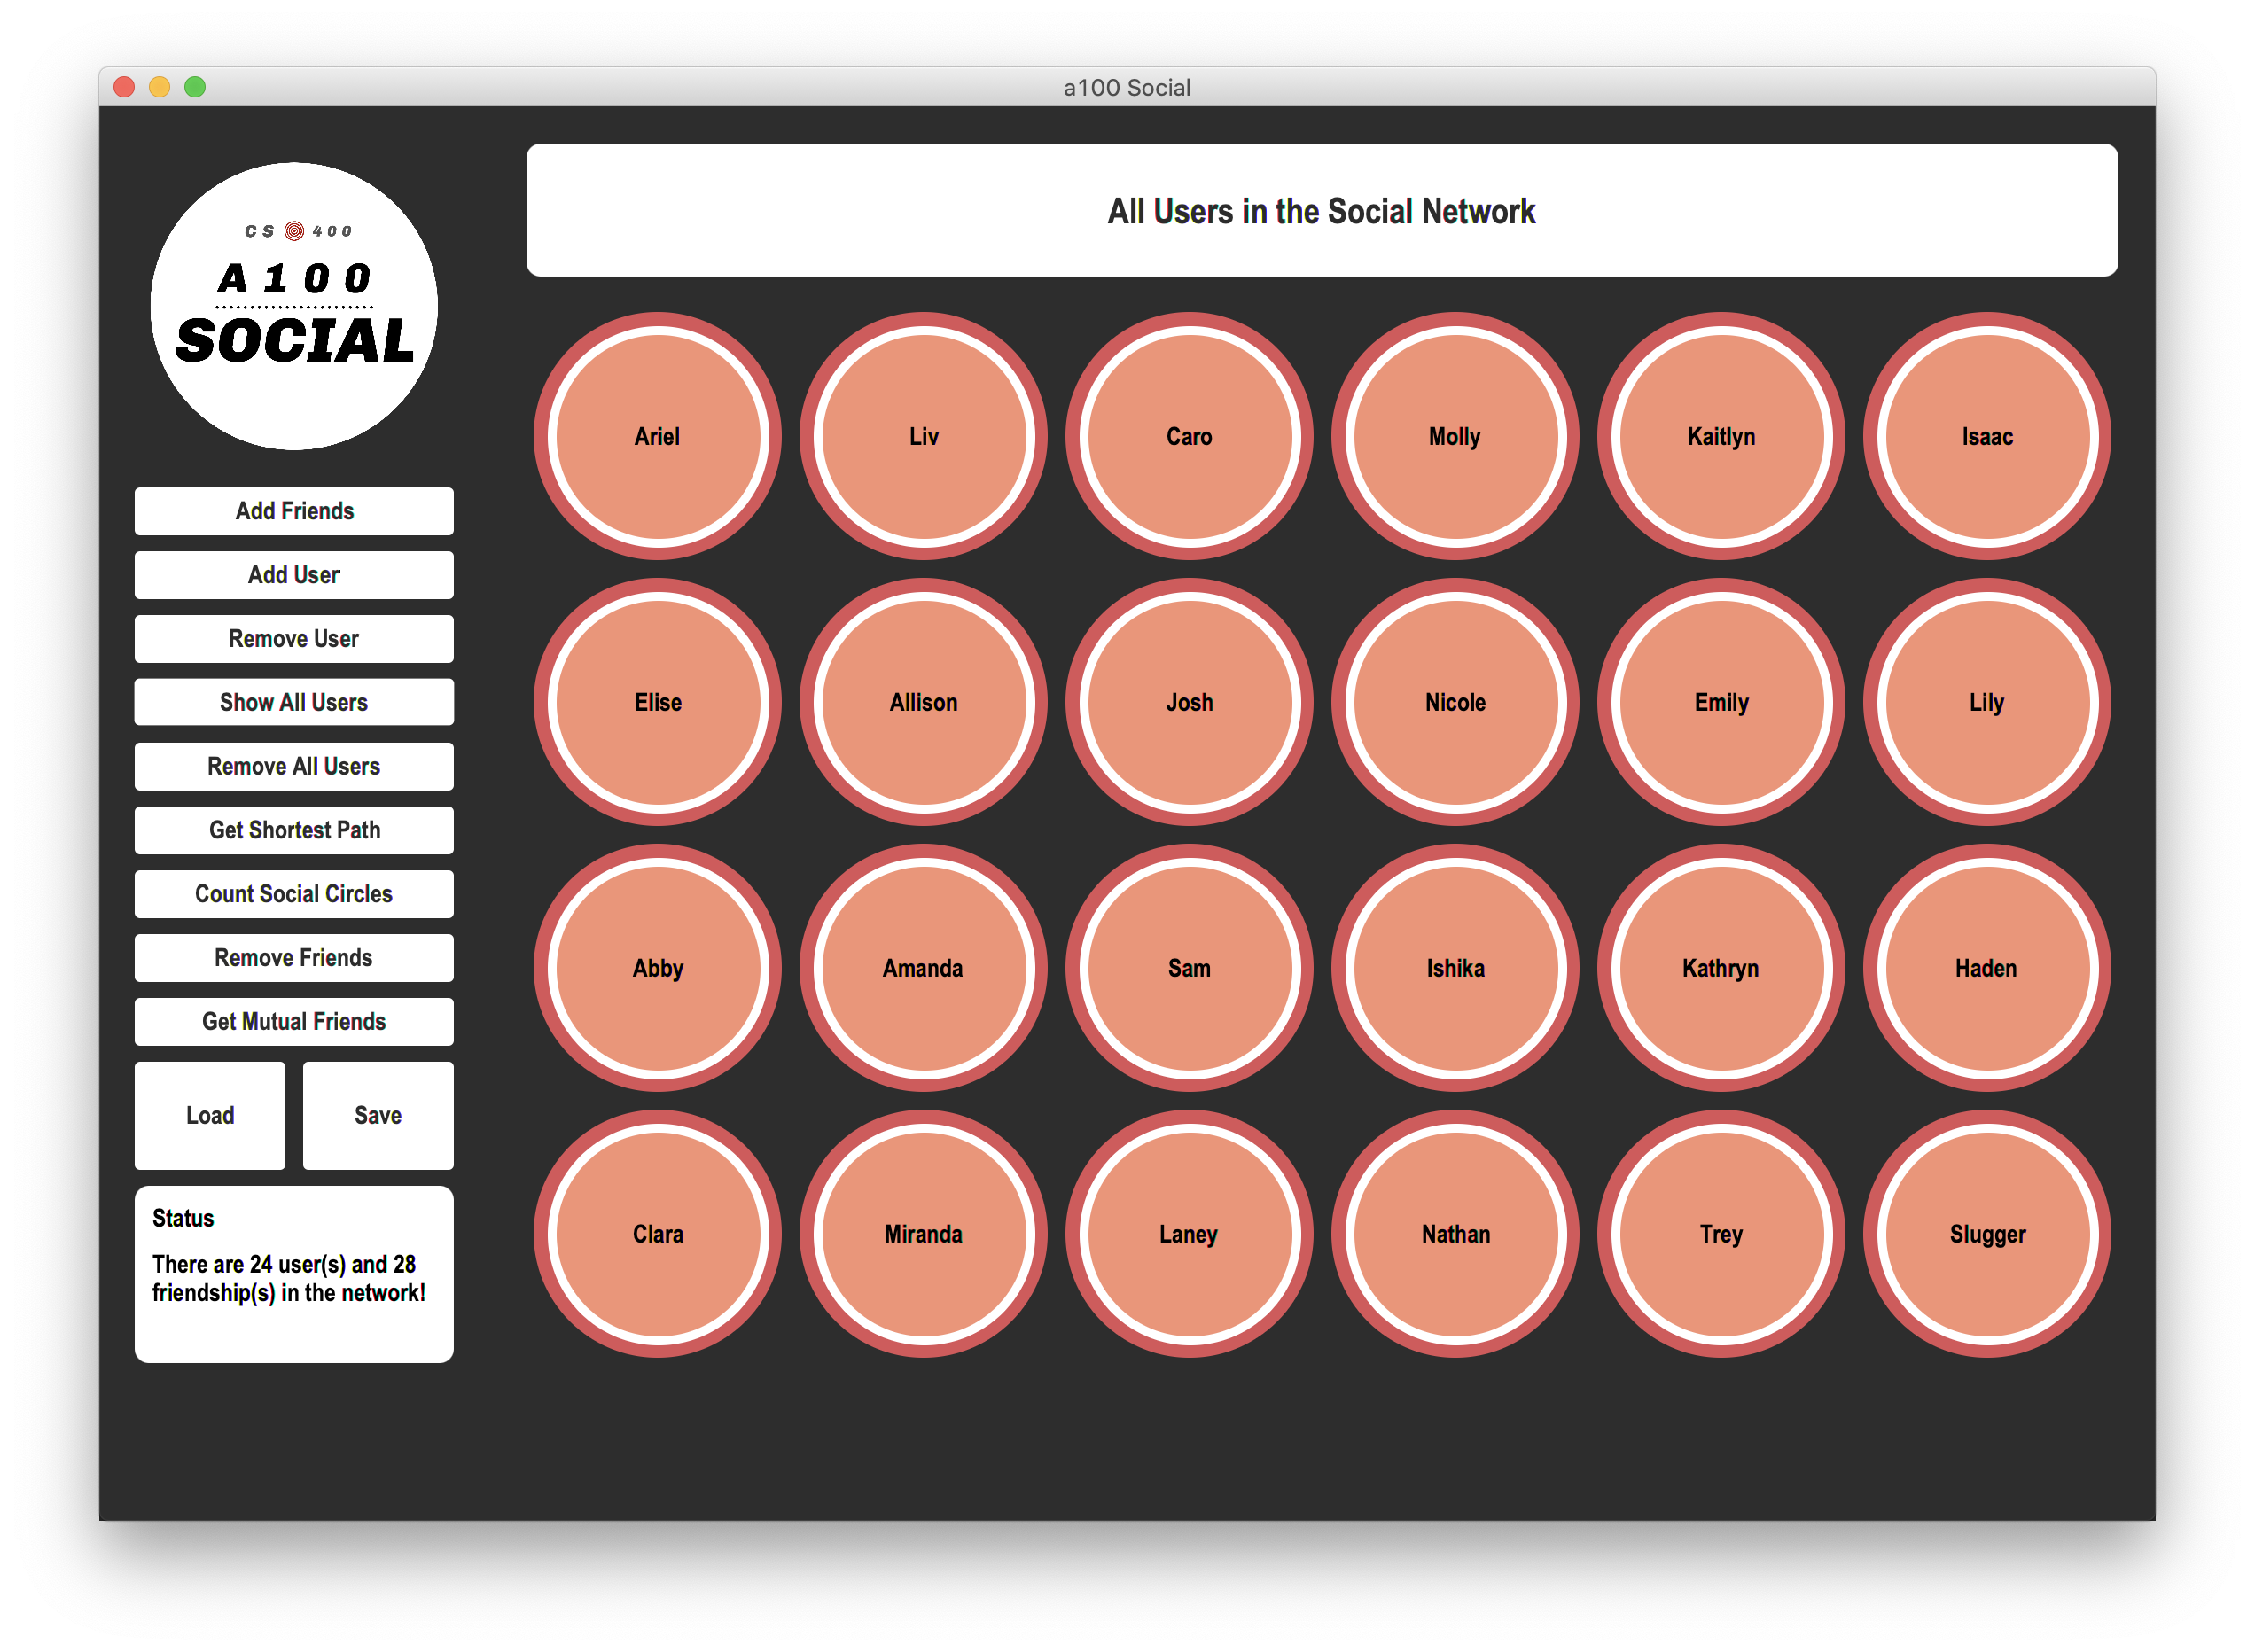 a100 Social
CS 400
A100
SOCIAL
All Users in the Social Network
Add Friends
Add User
Remove User
Show All Users
Remove All Users
Get Shortest Path
Count Social Circles
Remove Friends
Get Mutual Friends
Load Save
Status
There are 24 user(s) and 28
friendship(s) in the network!
Ariel Liv Caro Molly Kaitlyn Isaac
Elise Allison Josh Nicole Emily Lily
Abby Amanda Sam Ishika Kathryn Haden
Clara Miranda Laney Nathan Trey Slugger